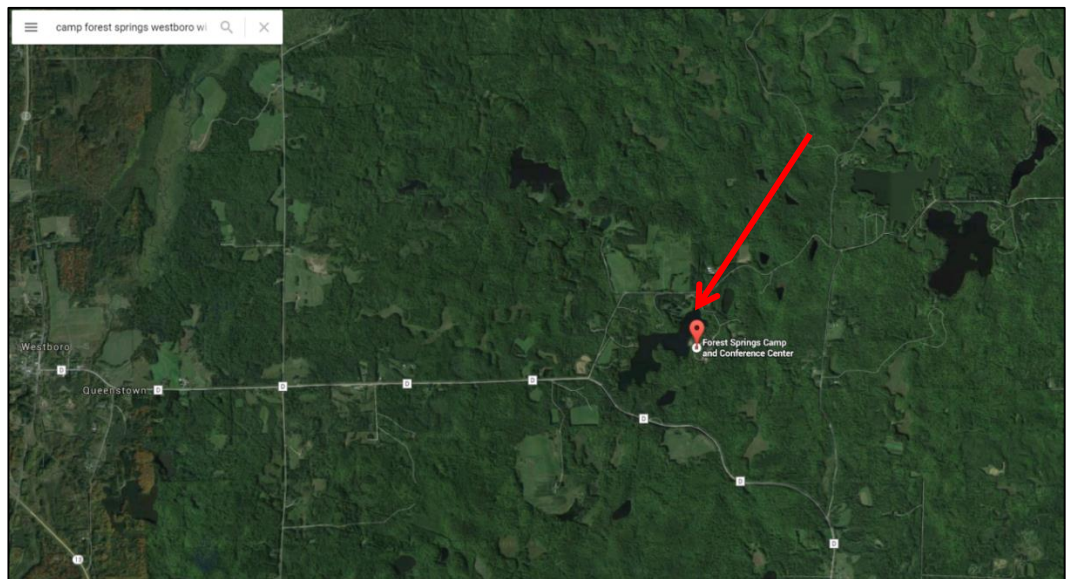 camp forest springs westboro wi
Westboro
D
Queenstown
D
D
D
D
D
D
D
Forest Springs Camp
and Conference Center
13